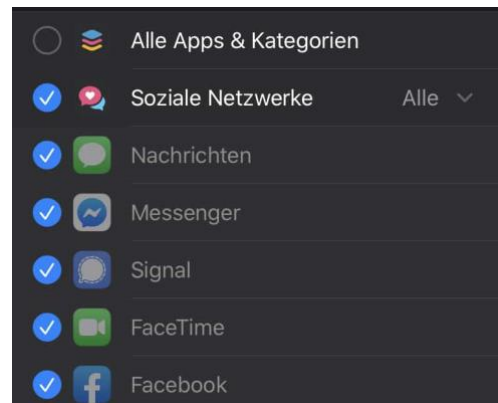 Alle Apps & Kategorien
Soziale Netzwerke Alle
Nachrichten
Messenger
Signal
FaceTime
Facebook